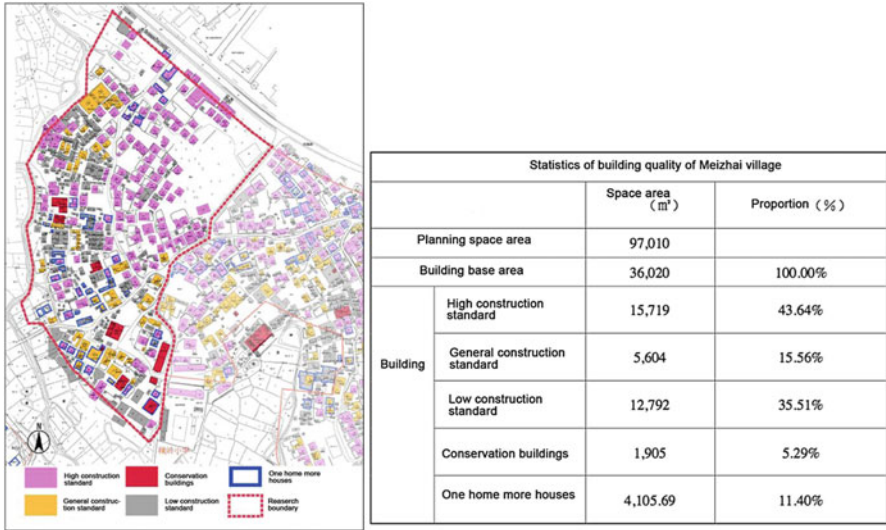 N
High construction
standard
Conservation
buildings
One home more
houses
General construc-
tion standard
Low construction
standard
Reaserch
boundary
Statistics of building quality of Meizhai village
Space area
(m²)
Proportion (%)
Planning space area
97,010
Building base area
36,020
100.00%
Building
High construction
standard
15,719
43.64%
General construction
standard
5,604
15.56%
Low construction
standard
12,792
35.51%
Conservation buildings
1,905
5.29%
One home more houses
4,105.69
11.40%